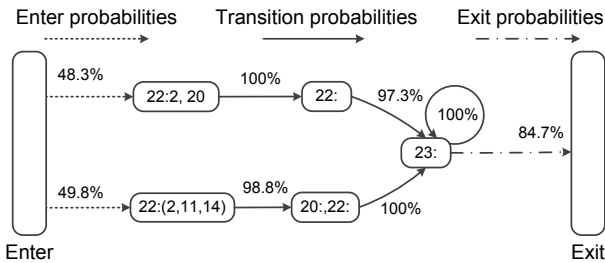 Enter probabilities Transition probabilities Exit probabilities
48.3% 100% 97.3%
22:2, 20 22: 100% 84.7%
23:
49.8% 98.8%
22:(2,11,14) 20:,22: 100%
Enter Exit